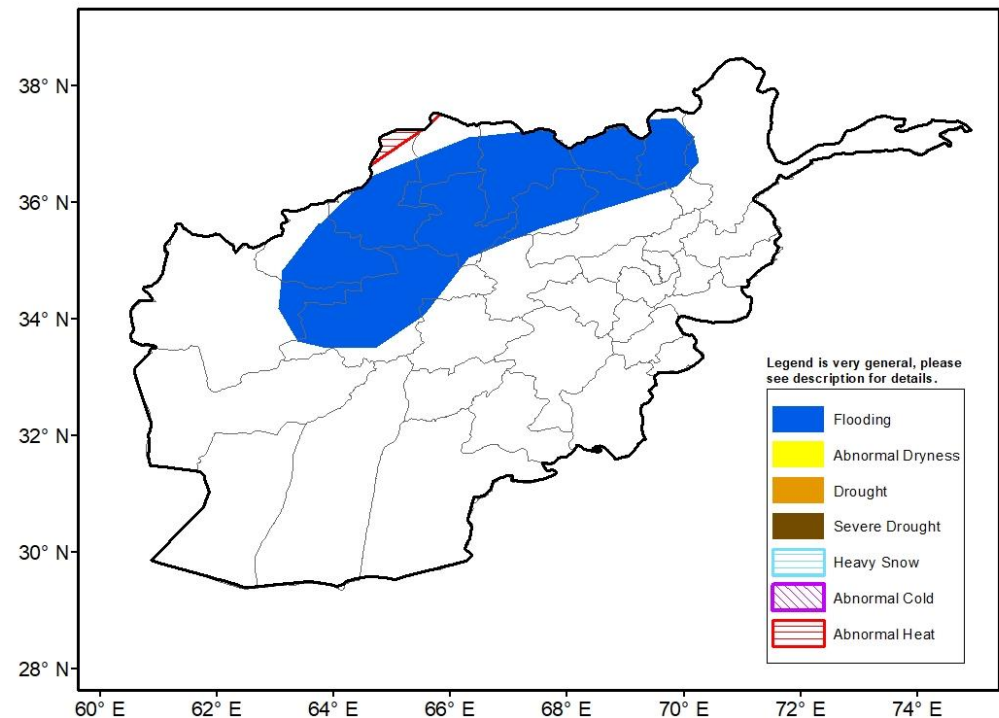 38° N
36° N
34° N
32° N
30° N
28° N
60° E
62° E
64° E
66° E
68° E
70° E
72° E
74° E
Legend is very general, please
see description for details.
Flooding
Abnormal Dryness
Drought
Severe Drought
Heavy Snow
Abnormal Cold
Abnormal Heat